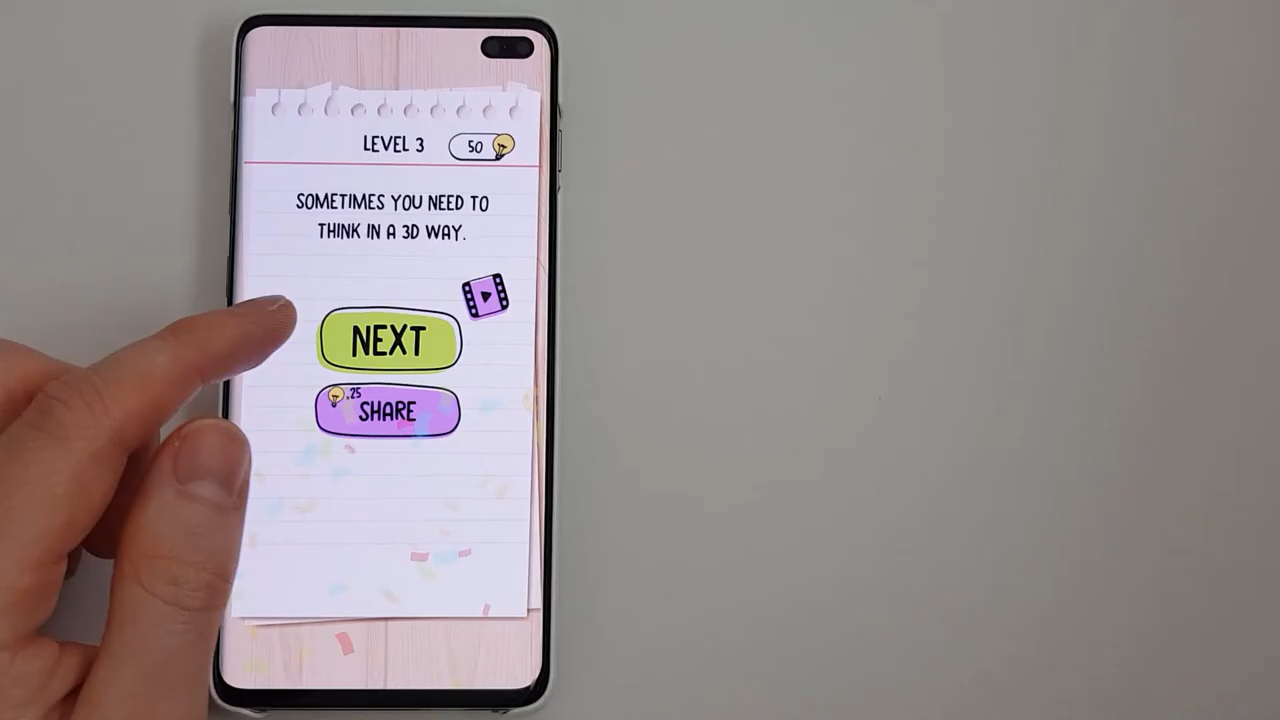 LEVEL 3
50
SOMETIMES YOU NEED TO
THINK IN A 3D WAY.
NEXT
.25
SHARE